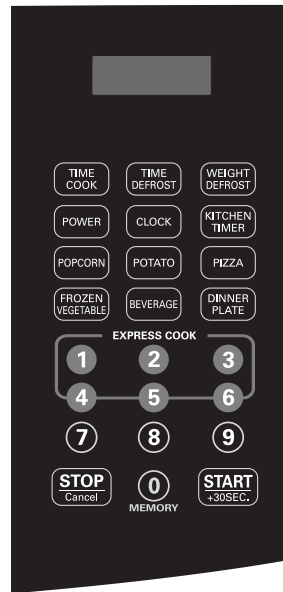 TIME COOK
TIME DEFROST
WEIGHT DEFROST
POWER
CLOCK
KITCHEN TIMER
POPCORN
POTATO
PIZZA
FROZEN VEGETABLE
BEVERAGE
DINNER PLATE
EXPRESS COOK
1 2 3
4 5 6
7 8 9
STOP
Cancel
0
MEMORY
START
+30SEC.